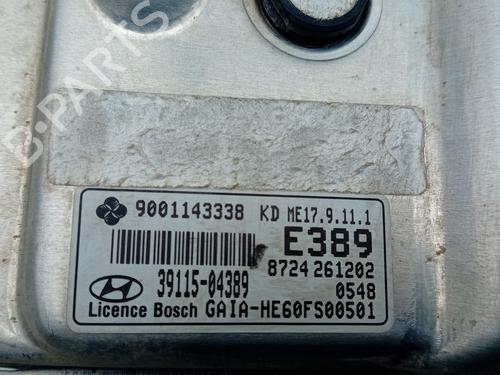 B-PARTS
9001143338 KD ME17.9.11.1
E389
39115-04389 8724 261202
0548
Licence Bosch GAIA-HE60FS00501